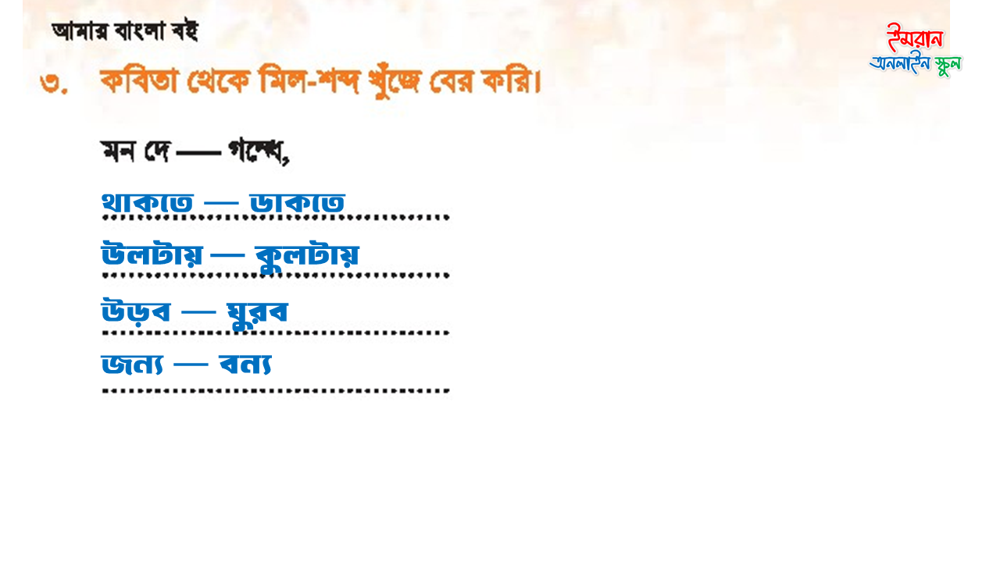 আমার বাংলা বই
ইমরান
অনলাইন স্কুল
৩. কবিতা থেকে মিল-শব্দ খুঁজে বের করি।
মন দে — গন্ধে,
থাকতে — ডাকতে
উলটায় — কুলটায়
উড়ব — ঘুরব
জন্য — বন্য